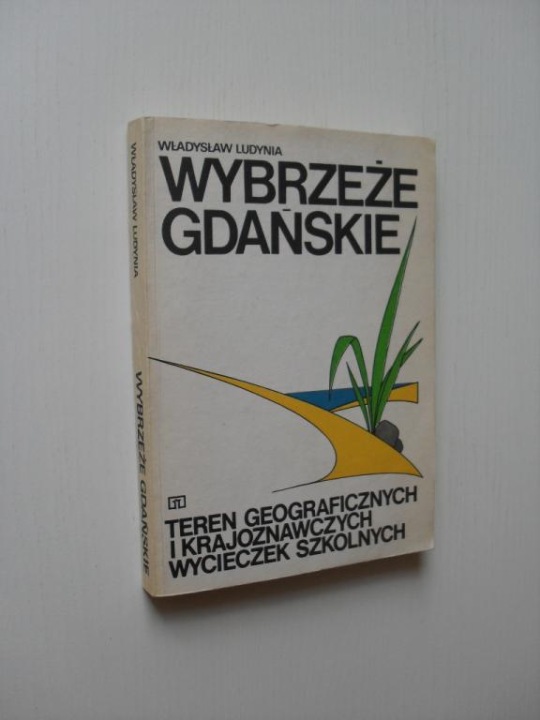 WŁADYSŁAW LUDYNIA
WYBRZEŻE
GDAŃSKIE
TEREN GEOGRAFICZNYCH
I KRAJOZNAWCZYCH
WYCIECZEK SZKOLNYCH
WŁADYSŁAW LUDYNIA
WYBRZEŻE GDAŃSKIE